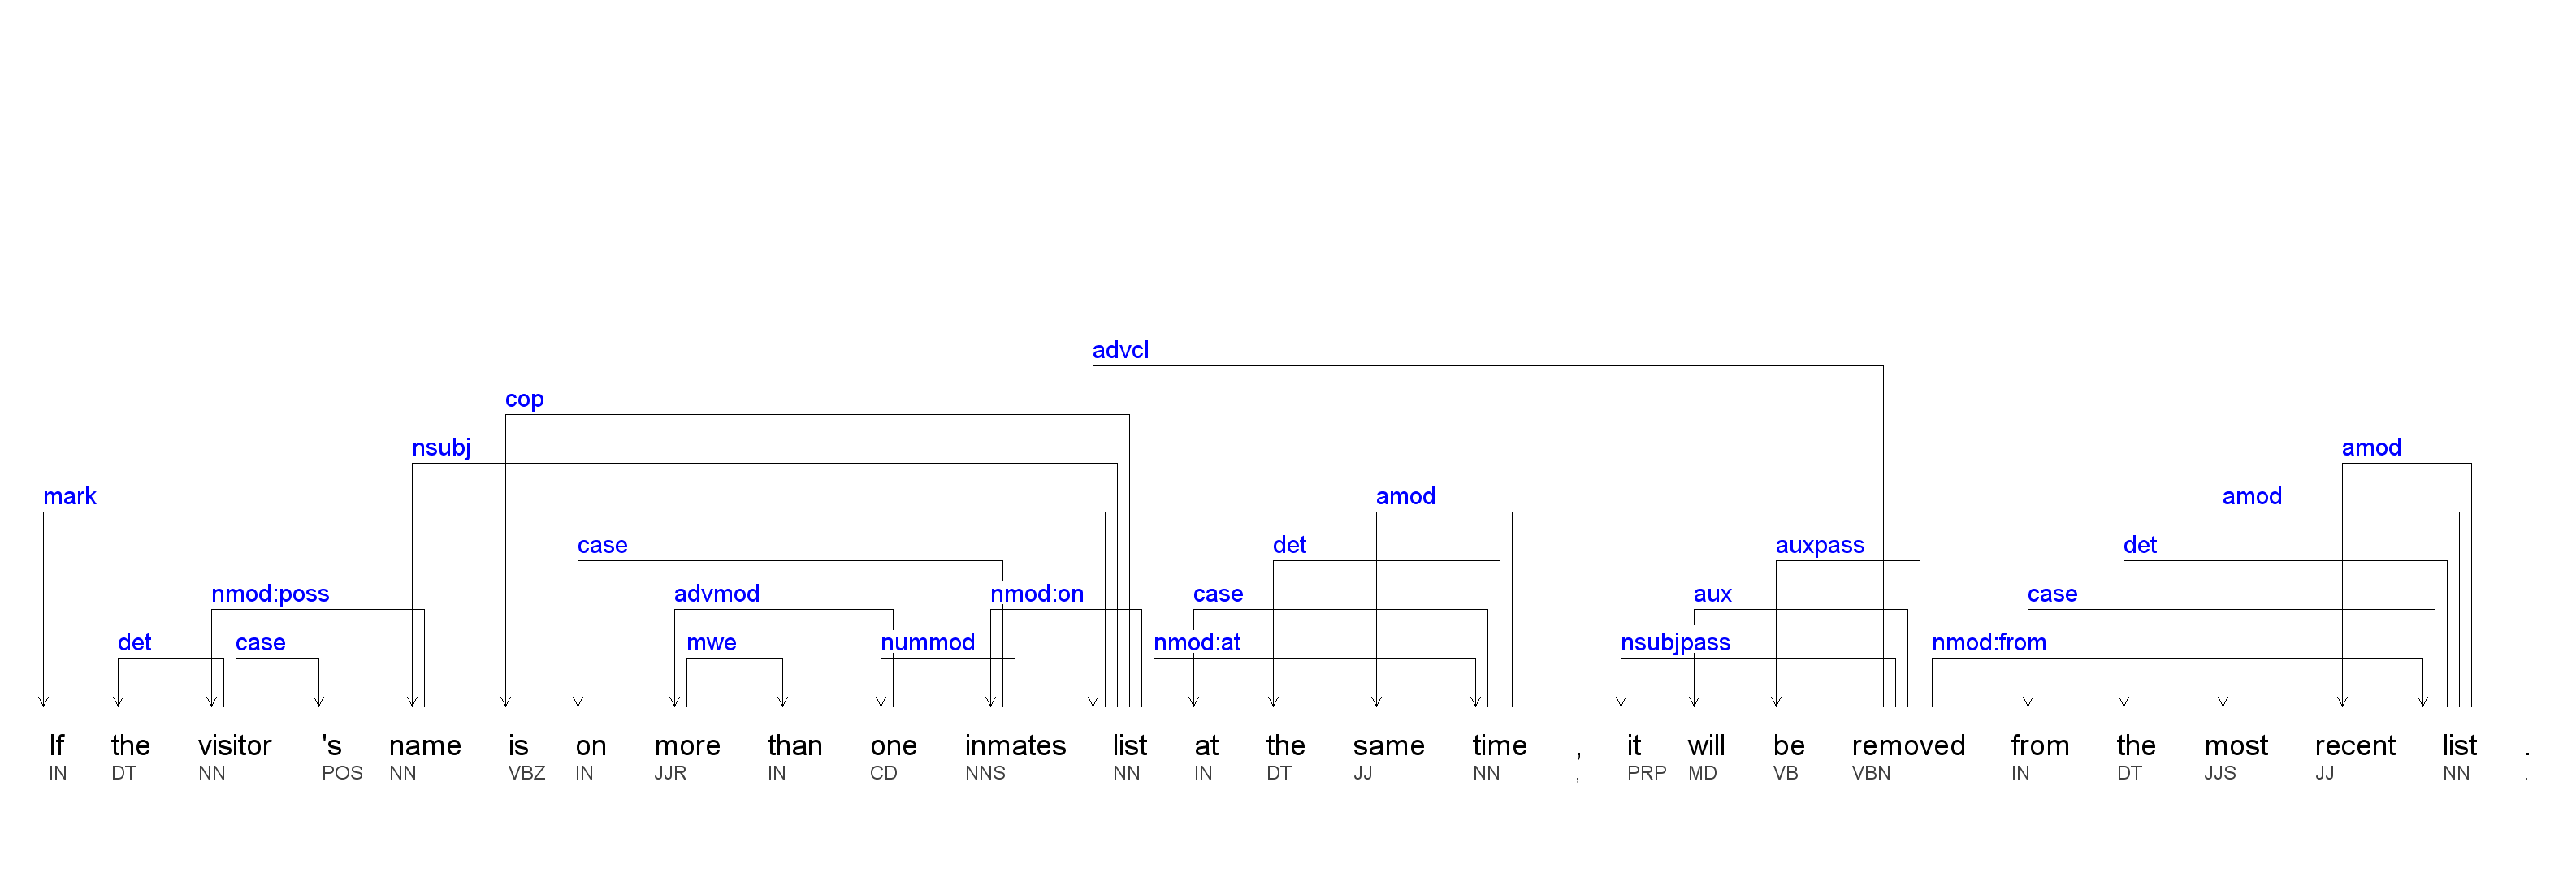 advcl
cop
nsubj amod
mark amod amod
case det auxpass det
nmod:poss advmod nmod:on case aux case
det case mwe nummod nmod:at nsubjpass nmod:from
If the visitor 's name is on more than one inmates list at the same time , it will be removed from the most recent list .
IN DT NN POS NN VBZ IN JJR IN CD NNS NN IN DT JJ NN , PRP MD VB VBN IN DT JJS JJ NN .